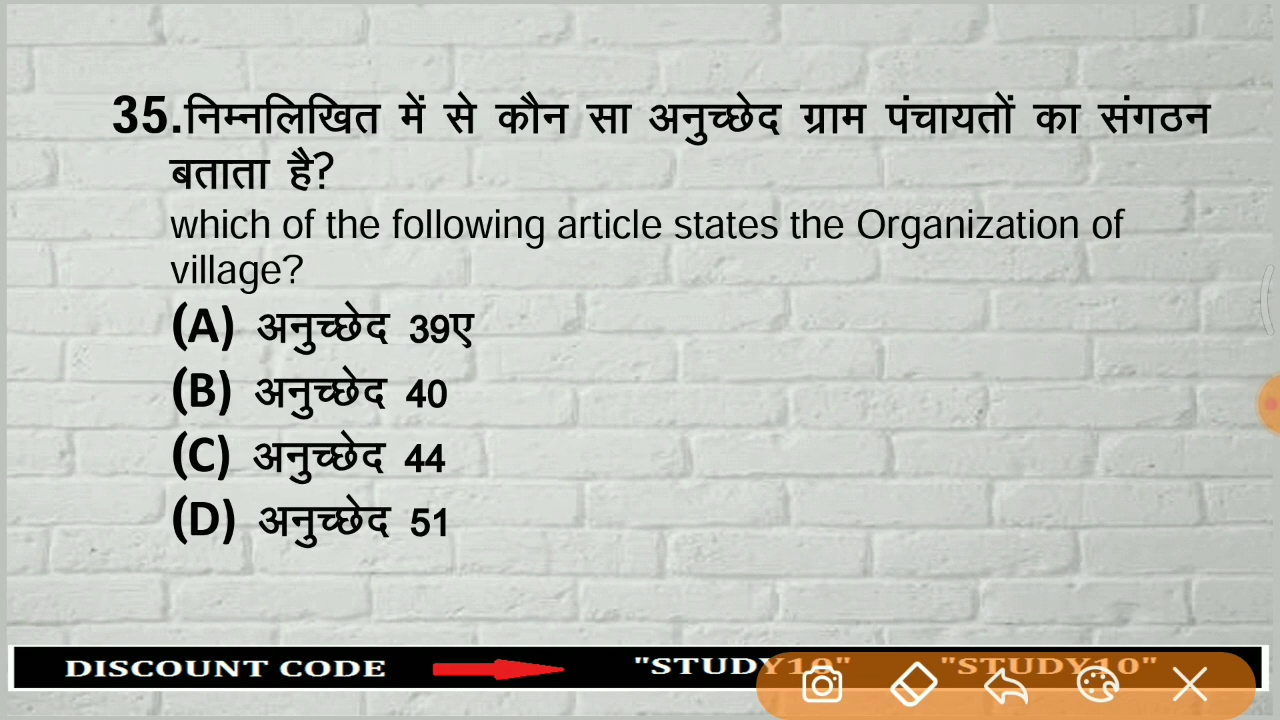 35.निम्नलिखित में से कौन सा अनुच्छेद ग्राम पंचायतों का संगठन
बताता है?
which of the following article states the Organization of
village?
(A) अनुच्छेद 39ए
(B) अनुच्छेद 40
(C) अनुच्छेद 44
(D) अनुच्छेद 51
DISCOUNT CODE "STUDY10" "STUDY10"